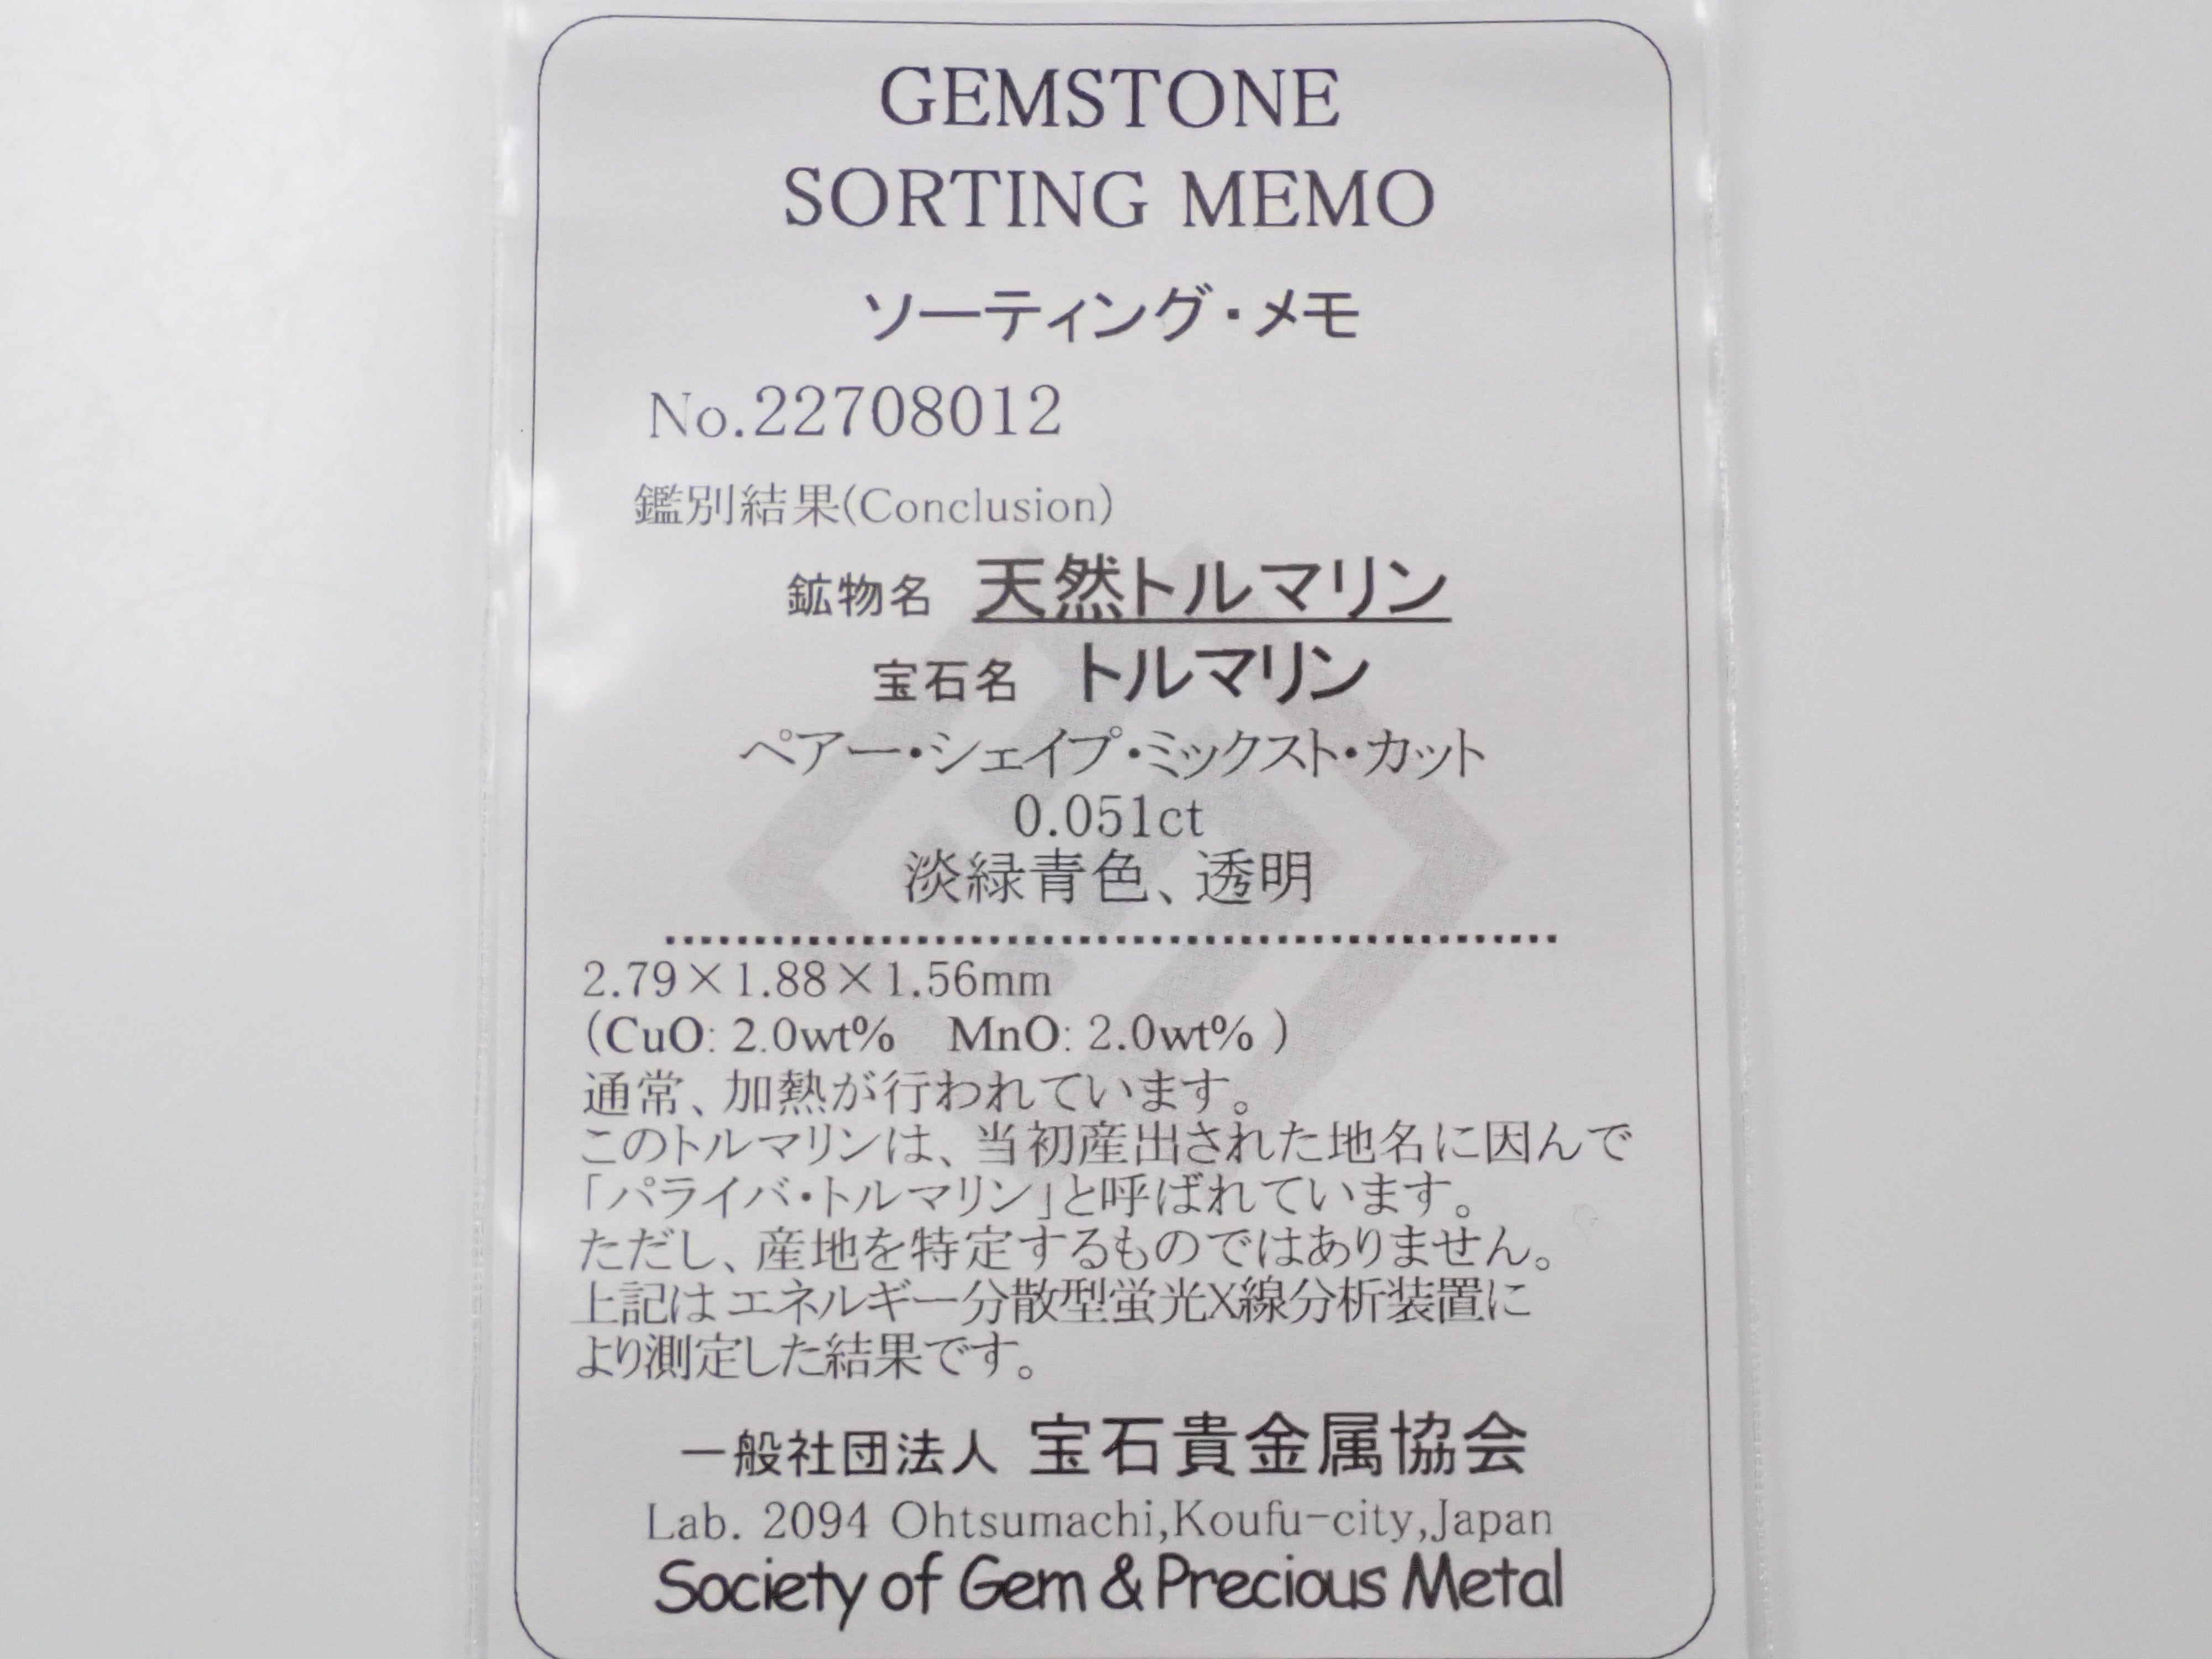 GEMSTONE
SORTING MEMO
ソーティング・メモ
No.22708012
鑑別結果(Conclusion)
鉱物名 天然トルマリン
宝石名 トルマリン
ペアー・シェイプ・ミックスト・カット
0.051ct
淡緑青色、透明
2.79×1.88×1.56mm
(CuO: 2.0wt% MnO: 2.0wt% )
通常、加熱が行われています。
このトルマリンは、当初産出された地名に因んで
「パライバ・トルマリン」と呼ばれています。
ただし、産地を特定するものではありません。
上記はエネルギー分散型蛍光X線分析装置に
より測定した結果です。
一般社団法人 宝石貴金属協会
Lab. 2094 Ohtsumachi,Koufu-city,Japan
Society of Gem & Precious Metal